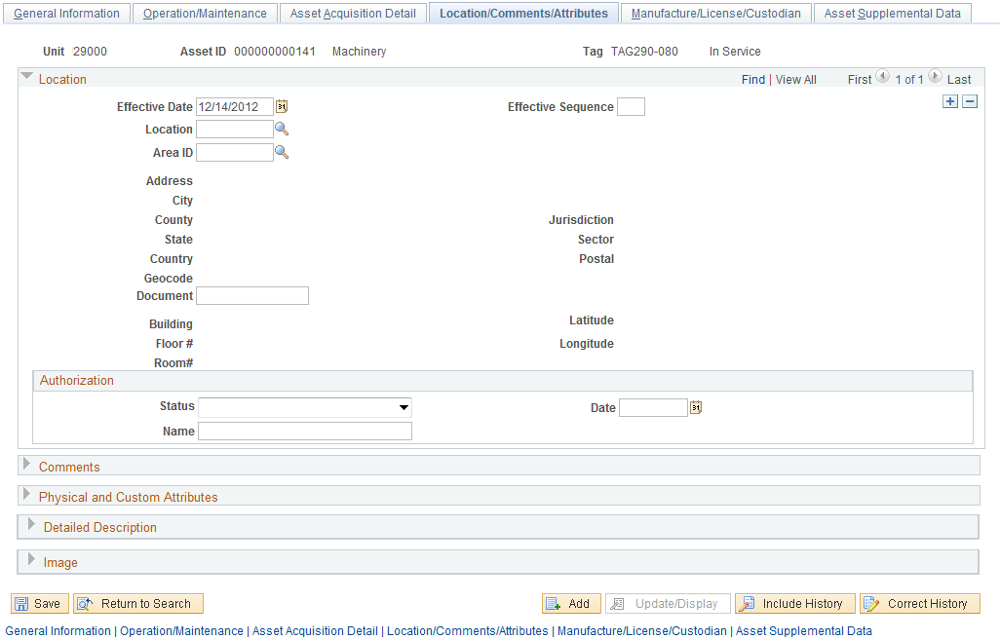 General Information Operation/Maintenance Asset Acquisition Detail Location/Comments/Attributes Manufacture/License/Custodian Asset Supplemental Data
Unit 29000 Asset ID 000000000141 Machinery Tag TAG290-080 In Service
Location Find | View All First 1 of 1 Last
Effective Date 12/14/2012 31 Effective Sequence
Location
Area ID
Address
City
County Jurisdiction
State Sector
Country Postal
Geocode
Document
Building Latitude
Floor # Longitude
Room#
Authorization
Status Date 31
Name
Comments
Physical and Custom Attributes
Detailed Description
Image
Save Return to Search Add Update/Display Include History Correct History
General Information | Operation/Maintenance | Asset Acquisition Detail | Location/Comments/Attributes | Manufacture/License/Custodian | Asset Supplemental Data